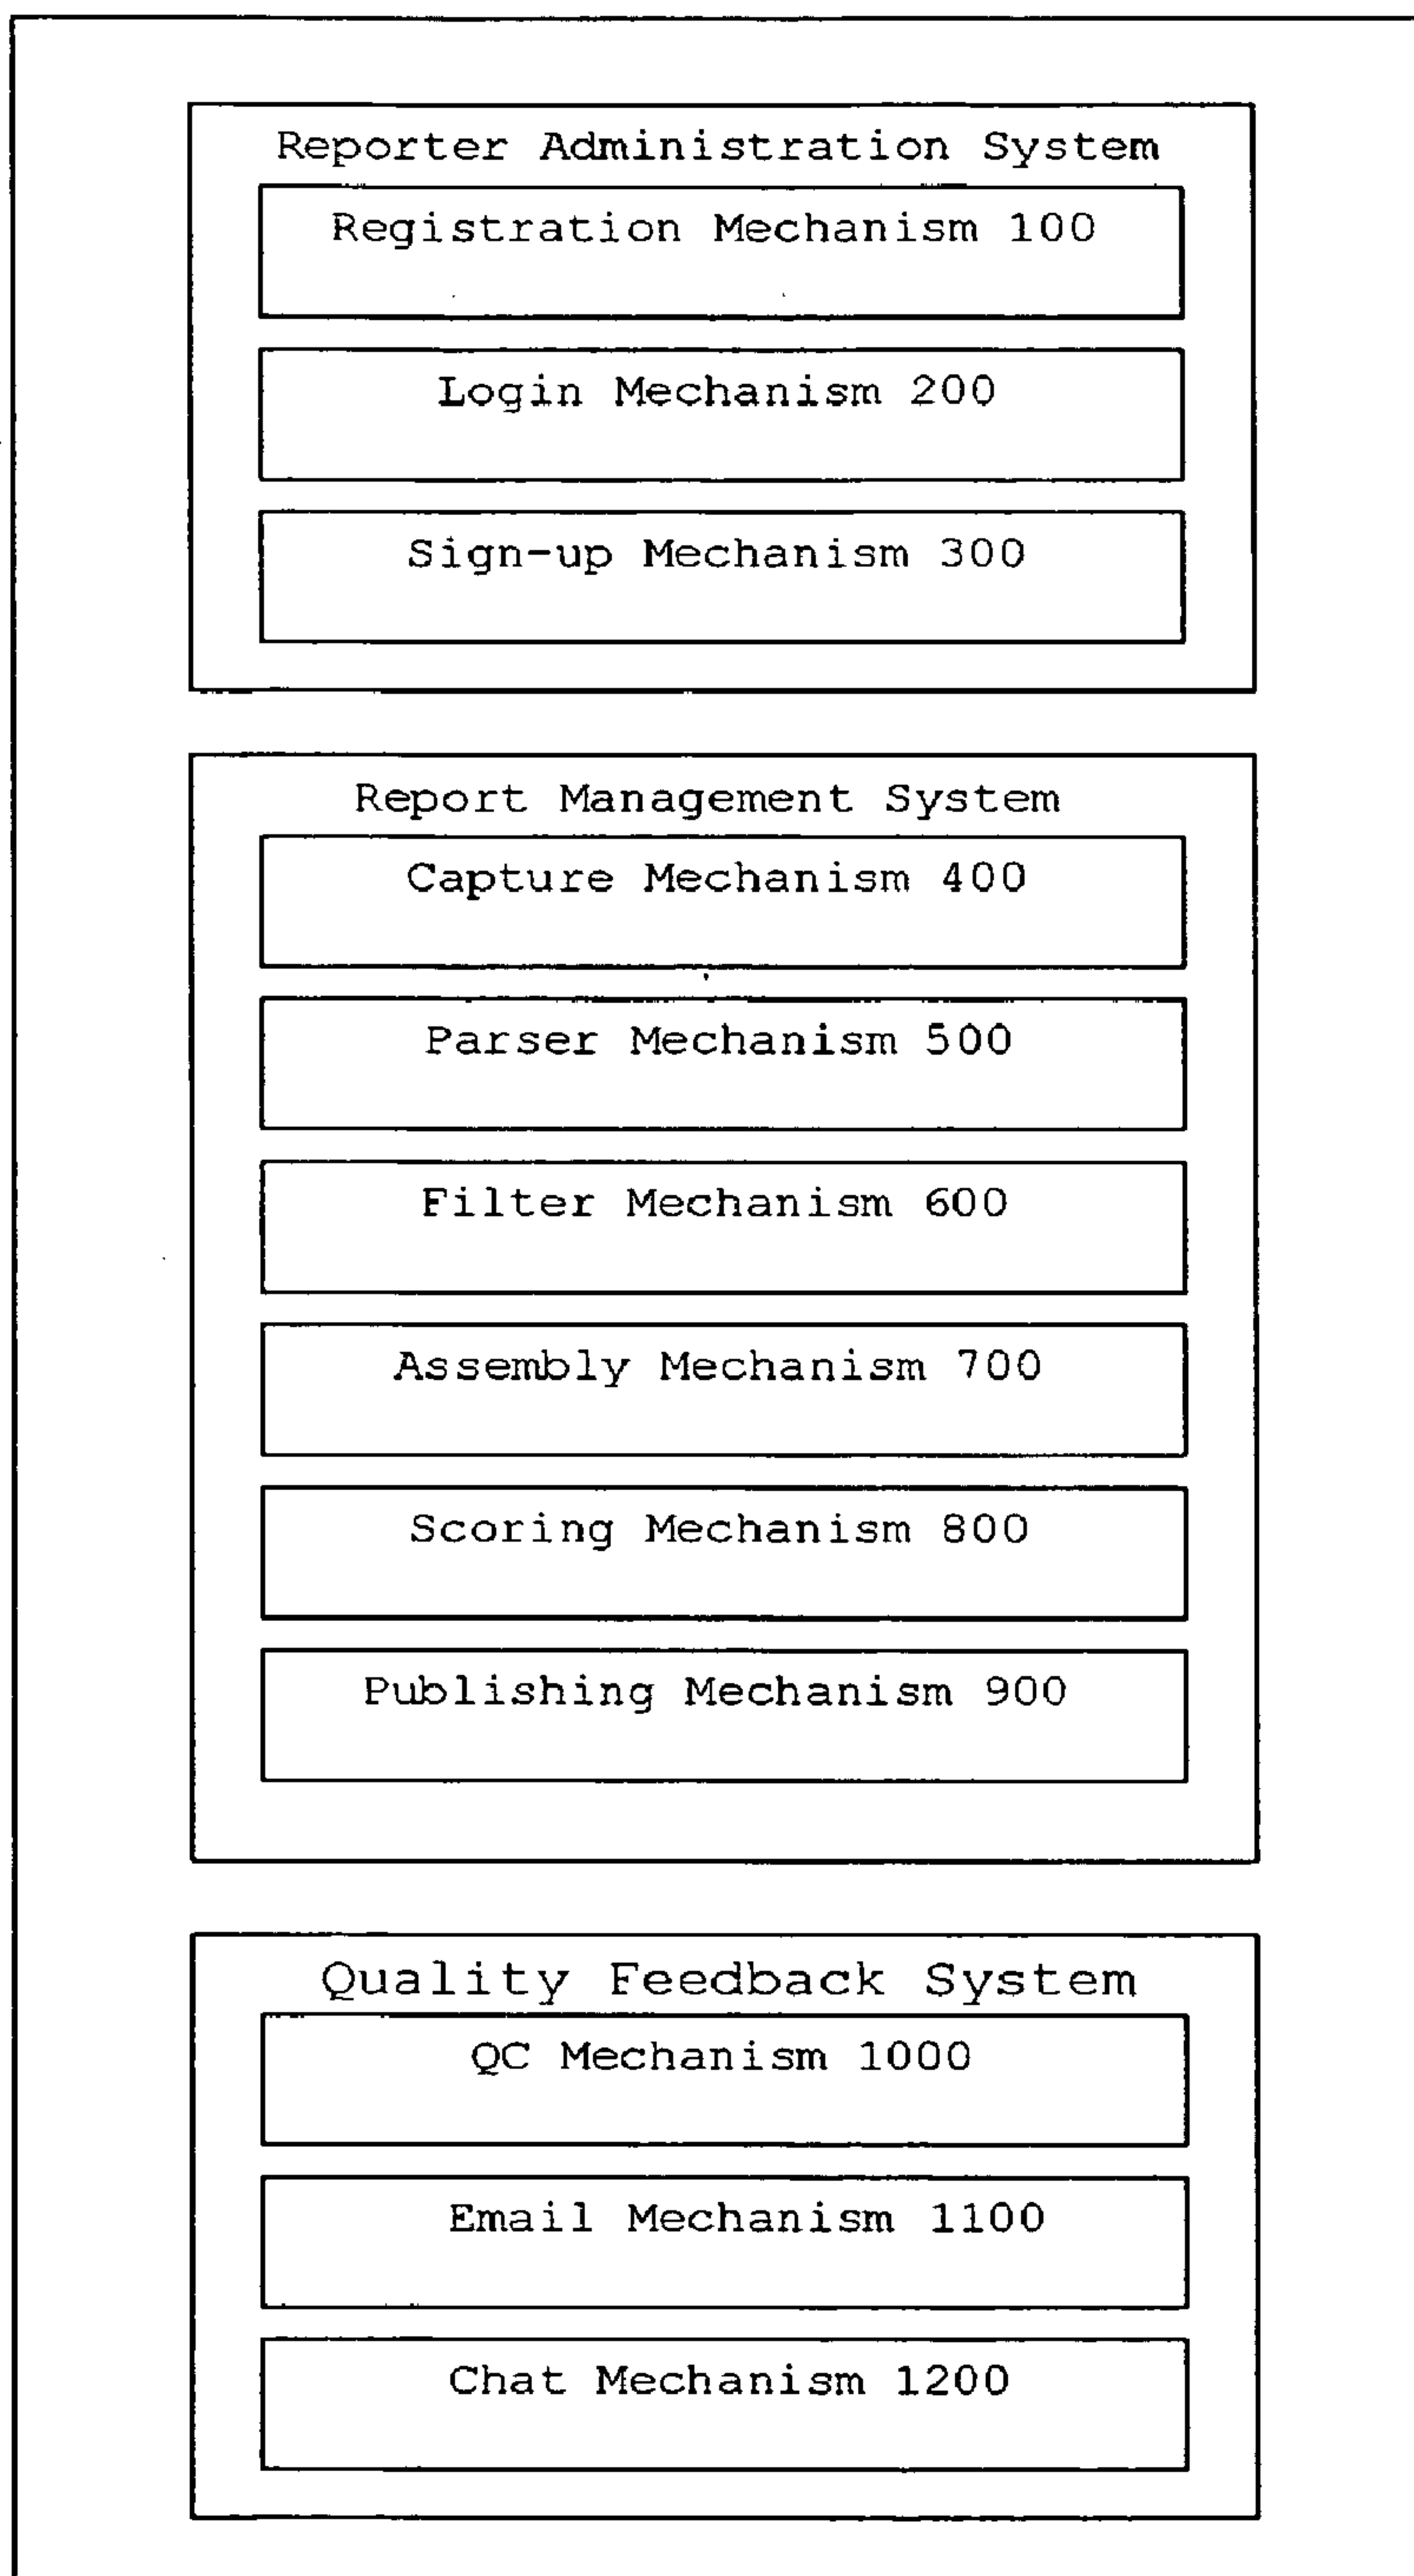 Reporter Administration System
Registration Mechanism 100
Login Mechanism 200
Sign-up Mechanism 300
Report Management System
Capture Mechanism 400
Parser Mechanism 500
Filter Mechanism 600
Assembly Mechanism 700
Scoring Mechanism 800
Publishing Mechanism 900
Quality Feedback System
QC Mechanism 1000
Email Mechanism 1100
Chat Mechanism 1200